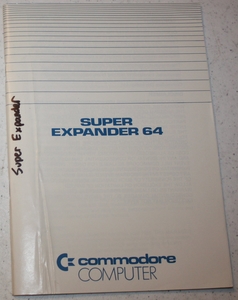 SUPER
EXPANDER 64
Super Expander
commodore
COMPUTER